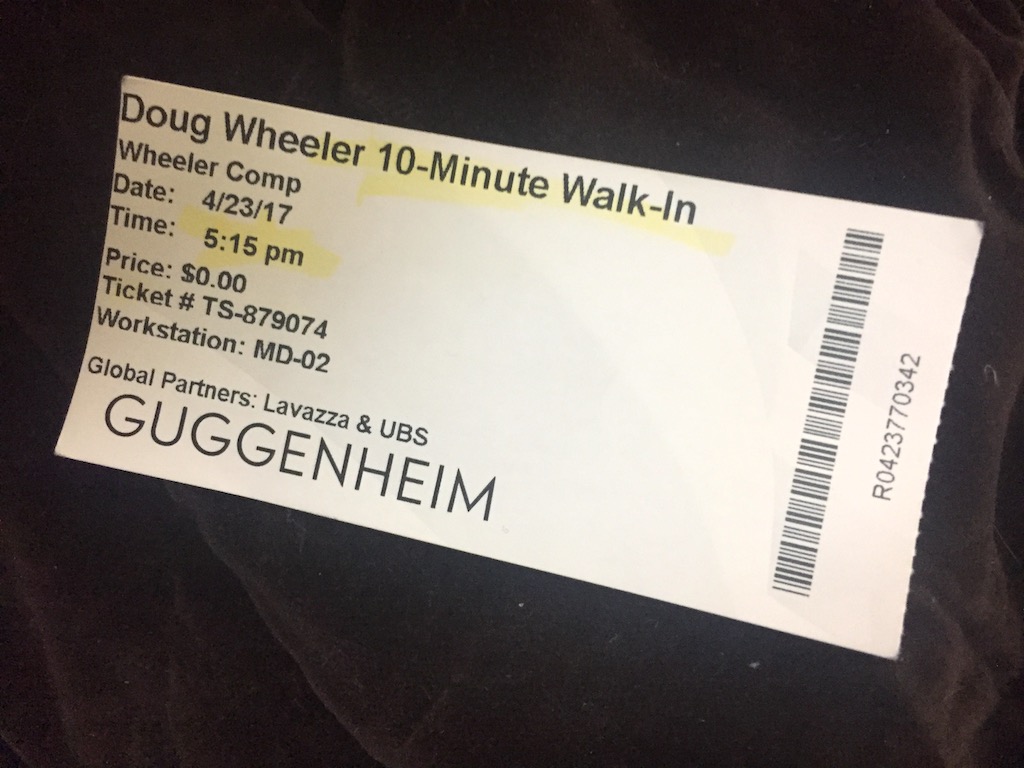 Doug Wheeler 10-Minute Walk-In
Wheeler Comp
Date: 4/23/17
Time: 5:15 pm
Price: $0.00
Ticket # TS-879074
Workstation: MD-02
Global Partners: Lavazza & UBS
GUGGENHEIM
R0423770342